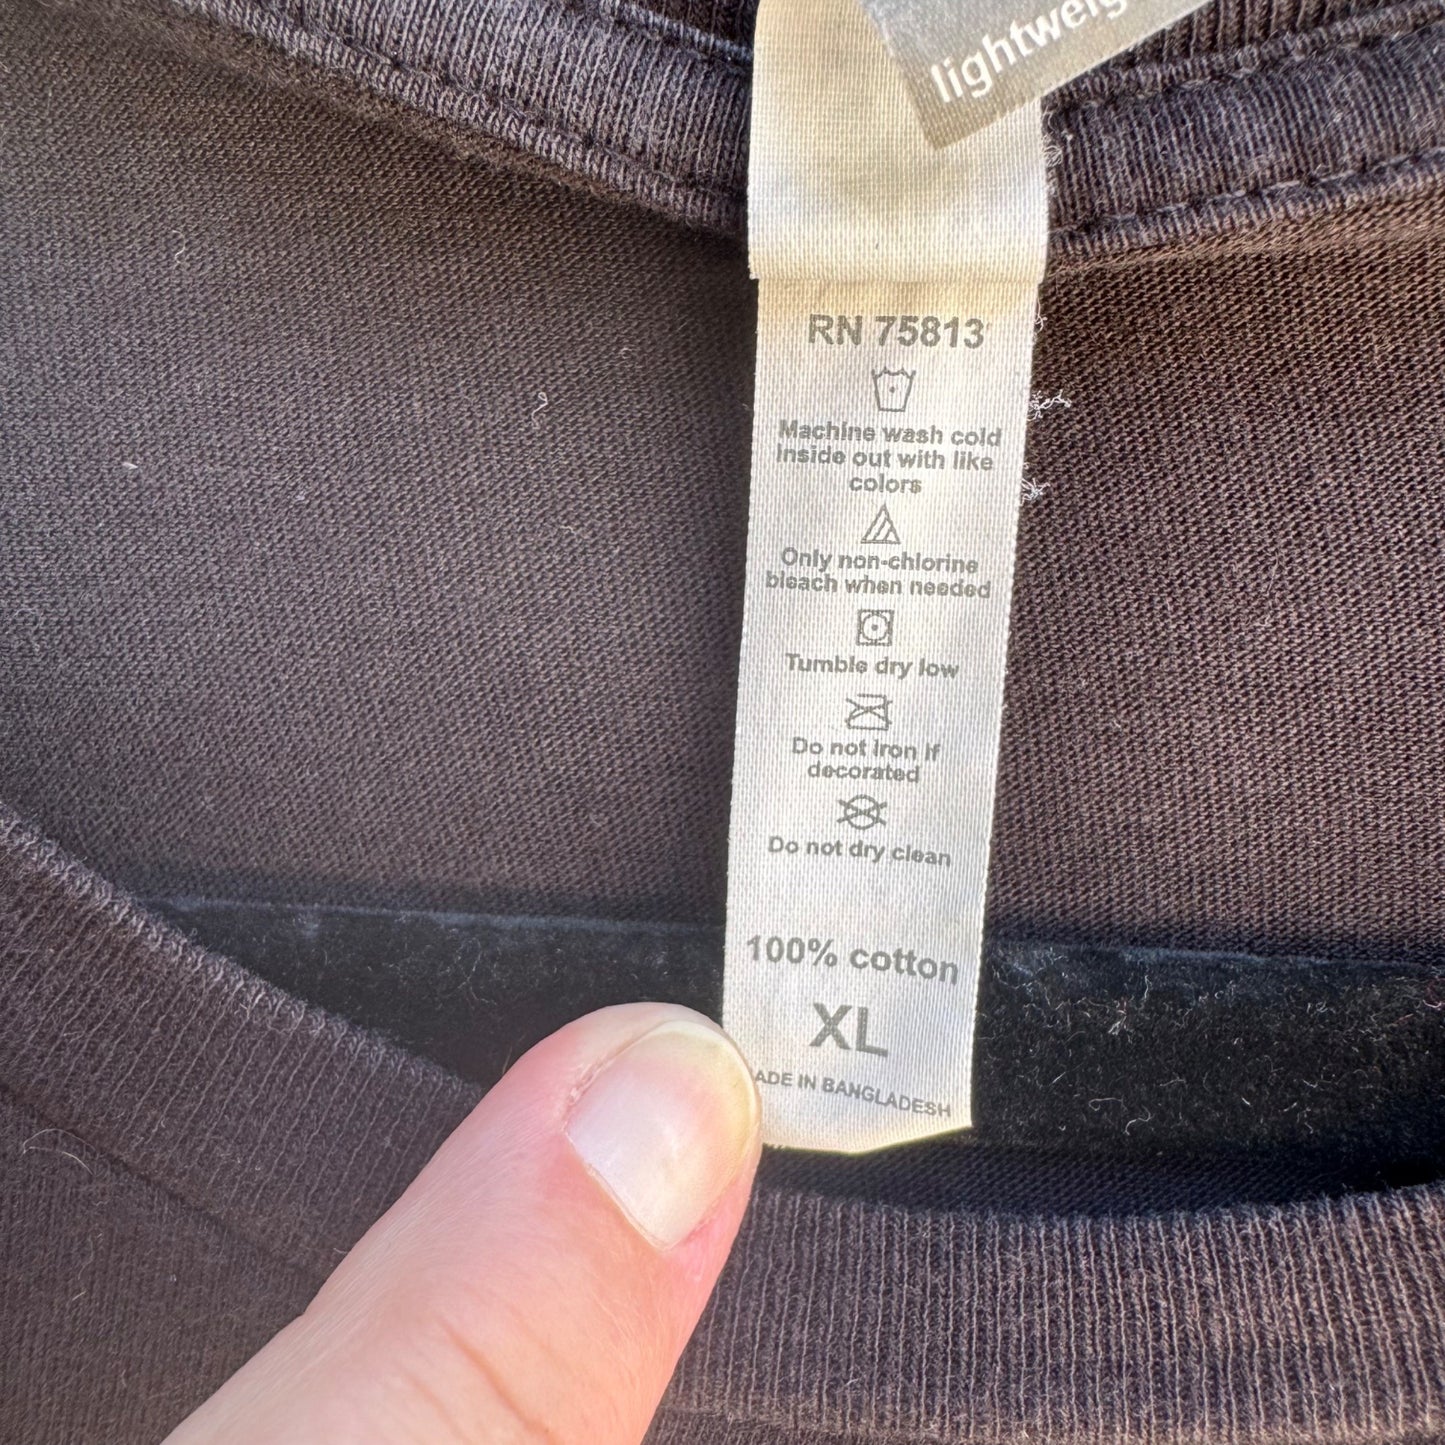 RN 75813
Machine wash cold
inside out with like
colors
Only non-chlorine
bleach when needed
Tumble dry low
Do not iron if
decorated
Do not dry clean
100% cotton
XL
ADE IN BANGLADESH